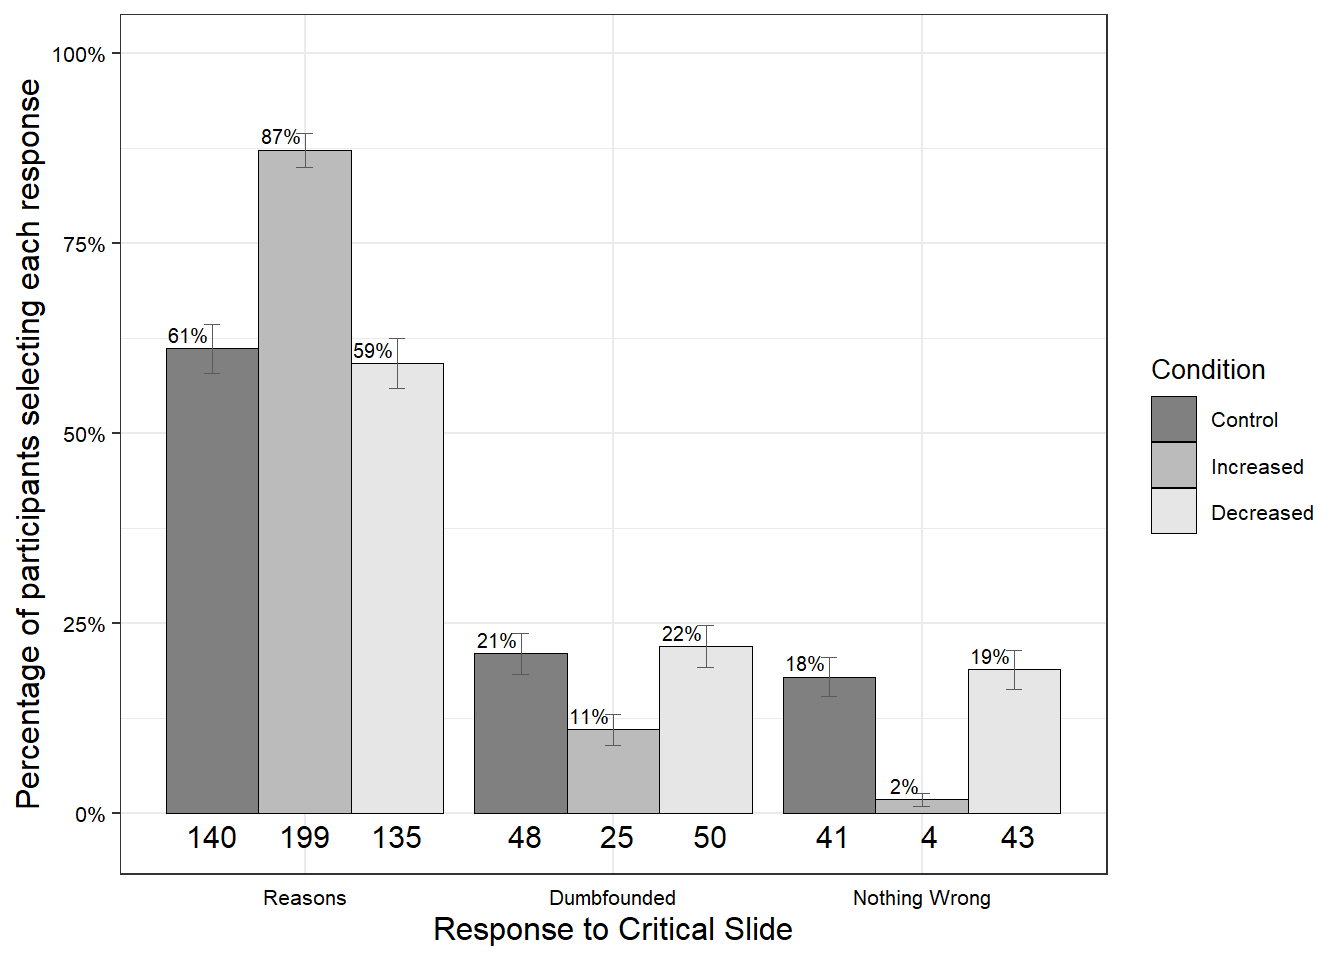 Percentage of participants selecting each response
100%
75%
50%
25%
0%
61%
87%
59%
21%
11%
22%
18%
2%
19%
140 199 135 48 25 50 41 4 43
Reasons Dumbfounded Nothing Wrong
Response to Critical Slide
Condition
Control
Increased
Decreased